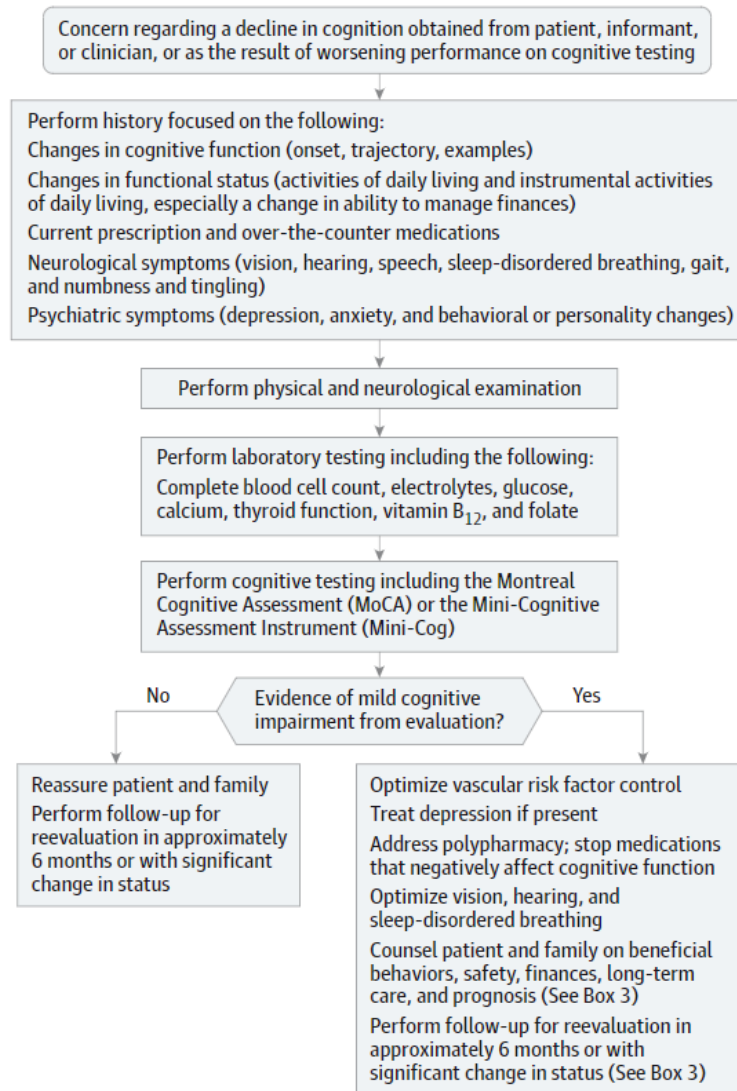 Concern regarding a decline in cognition obtained from patient, informant,
or clinician, or as the result of worsening performance on cognitive testing
Perform history focused on the following:
Changes in cognitive function (onset, trajectory, examples)
Changes in functional status (activities of daily living and instrumental activities
of daily living, especially a change in ability to manage finances)
Current prescription and over-the-counter medications
Neurological symptoms (vision, hearing, speech, sleep-disordered breathing, gait,
and numbness and tingling)
Psychiatric symptoms (depression, anxiety, and behavioral or personality changes)
Perform physical and neurological examination
Perform laboratory testing including the following:
Complete blood cell count, electrolytes, glucose,
calcium, thyroid function, vitamin B12, and folate
Perform cognitive testing including the Montreal
Cognitive Assessment (MoCA) or the Mini-Cognitive
Assessment Instrument (Mini-Cog)
Evidence of mild cognitive
impairment from evaluation?
No
Yes
Reassure patient and family
Perform follow-up for
reevaluation in approximately
6 months or with significant
change in status
Optimize vascular risk factor control
Treat depression if present
Address polypharmacy; stop medications
that negatively affect cognitive function
Optimize vision, hearing, and
sleep-disordered breathing
Counsel patient and family on beneficial
behaviors, safety, finances, long-term
care, and prognosis (See Box 3)
Perform follow-up for reevaluation in
approximately 6 months or with
significant change in status (See Box 3)